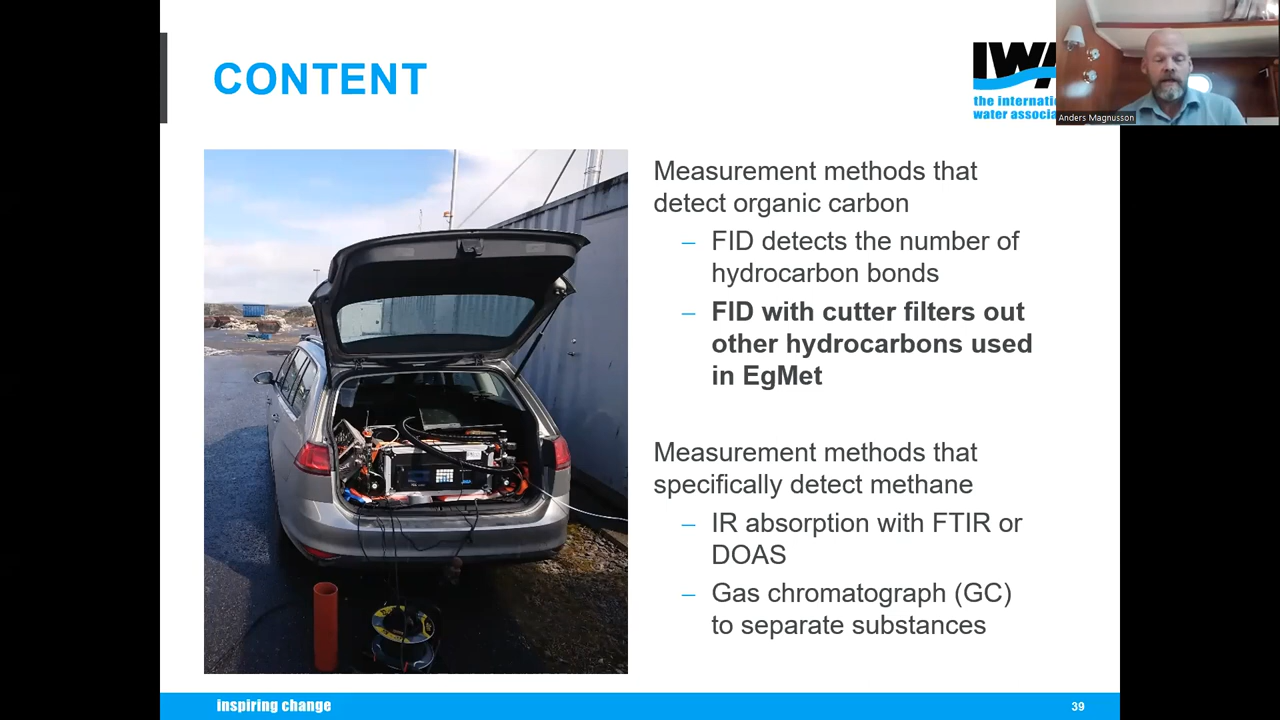 CONTENT
IWA
the internati
water associa
Anders Magnusson
Measurement methods that
detect organic carbon
– FID detects the number of
hydrocarbon bonds
– FID with cutter filters out
other hydrocarbons used
in EgMet
Measurement methods that
specifically detect methane
– IR absorption with FTIR or
DOAS
– Gas chromatograph (GC)
to separate substances
inspiring change
39